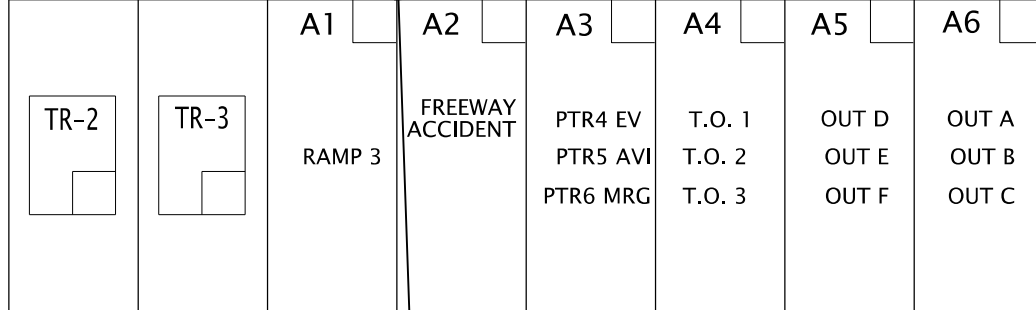 A1
A2
A3
A4
A5
A6
TR-2
TR-3
RAMP 3
FREEWAY
ACCIDENT
PTR4 EV
PTR5 AVI
PTR6 MRG
T.O. 1
T.O. 2
T.O. 3
OUT D
OUT E
OUT F
OUT A
OUT B
OUT C